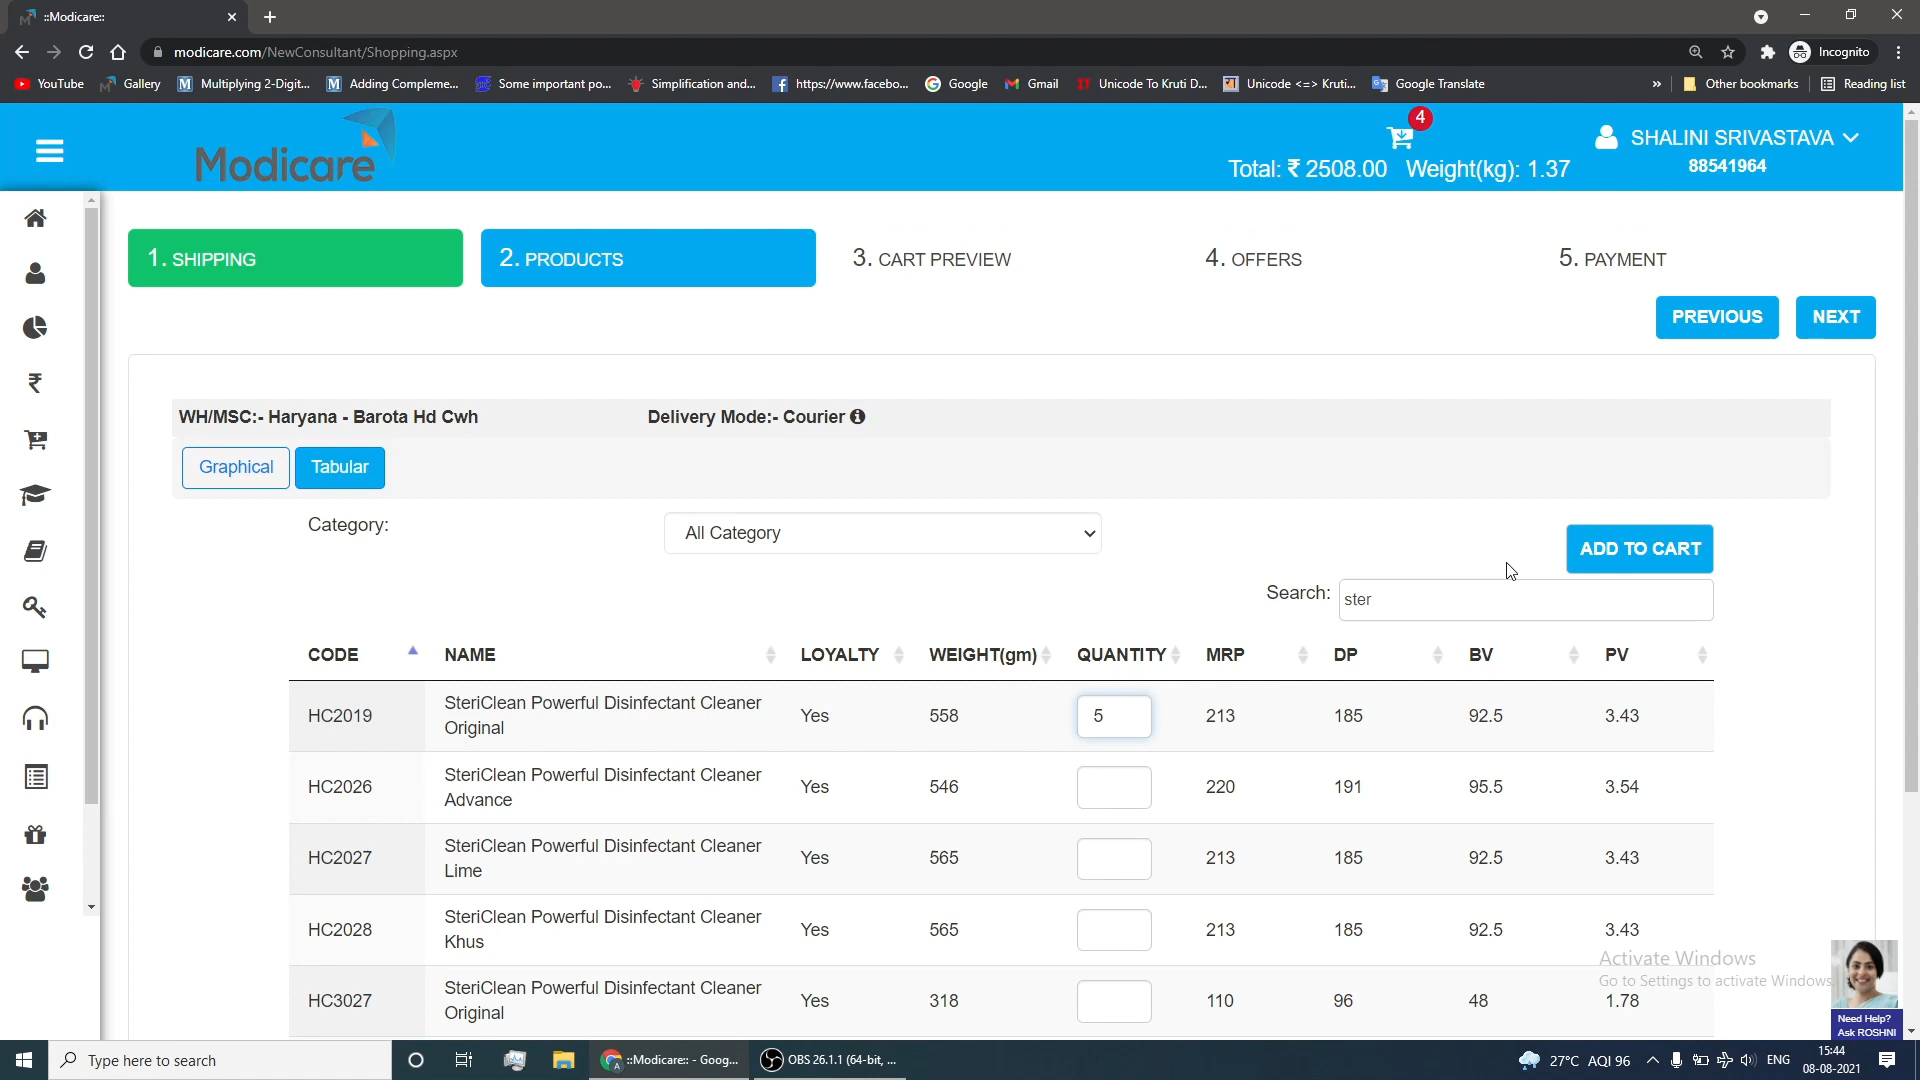 ::Modicare::
modicare.com/NewConsultant/Shopping.aspx
Incognito
YouTube
Gallery
Multiplying 2-Digit...
Adding Compleme...
Some important po...
Simplification and...
https://www.facebo...
Google
Gmail
Unicode To Kruti D...
Unicode <=> Kruti...
Google Translate
»
Other bookmarks
Reading list
Modicare
4
Total: ₹ 2508.00 Weight(kg): 1.37
SHALINI SRIVASTAVA
88541964
1. SHIPPING
2. PRODUCTS
3. CART PREVIEW
4. OFFERS
5. PAYMENT
PREVIOUS
NEXT
WH/MSC:- Haryana - Barota Hd Cwh
Delivery Mode:- Courier
Graphical
Tabular
Category:
All Category
ADD TO CART
Search: ster
CODE NAME LOYALTY WEIGHT(gm) QUANTITY MRP DP BV PV
HC2019 SteriClean Powerful Disinfectant Cleaner Yes 558 5 213 185 92.5 3.43
Original
HC2026 SteriClean Powerful Disinfectant Cleaner Yes 546 220 191 95.5 3.54
Advance
HC2027 SteriClean Powerful Disinfectant Cleaner Yes 565 213 185 92.5 3.43
Lime
HC2028 SteriClean Powerful Disinfectant Cleaner Yes 565 213 185 92.5 3.43
Khus
HC3027 SteriClean Powerful Disinfectant Cleaner Yes 318 110 96 48 1.78
Original
Activate Windows
Go to Settings to activate Windows
Need Help?
Ask ROSHNI
Type here to search
::Modicare:: - Goog...
OBS 26.1.1 (64-bit, ...
27°C AQI 96
ENG
15:44
08-08-2021